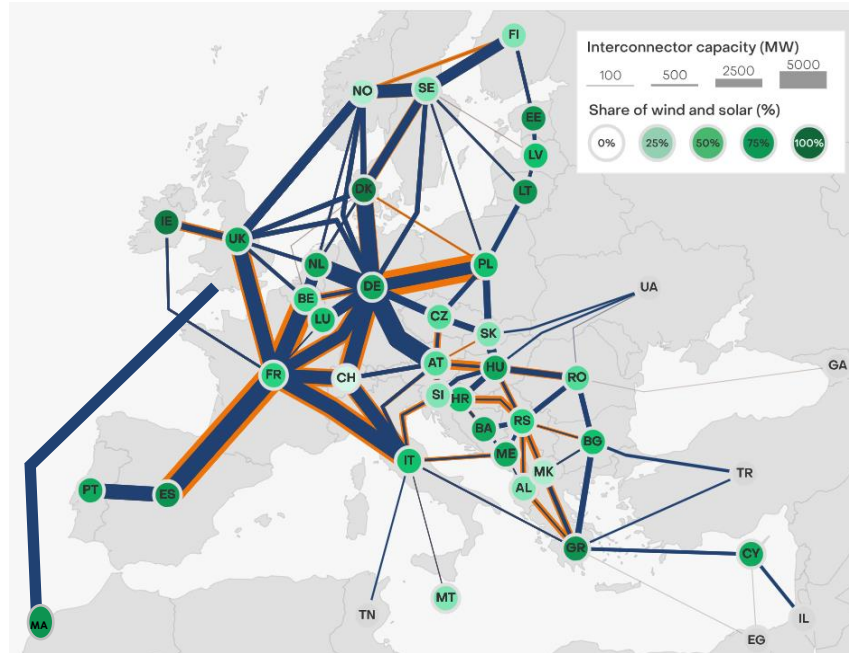 FI
Interconnector capacity (MW)
100 500 2500 5000
Share of wind and solar (%)
0% 25% 50% 75% 100%
NO SE
EE
LV
DK LT
IE
UK
NL PL
DE
BE
LU
UA
CZ
SK
AT
FR CH HU RO GA
SI
HR
RS
BA
BG
ME
IT
MK TR
AL
PT ES
GR
CY
MT
TN IL
MA
EG